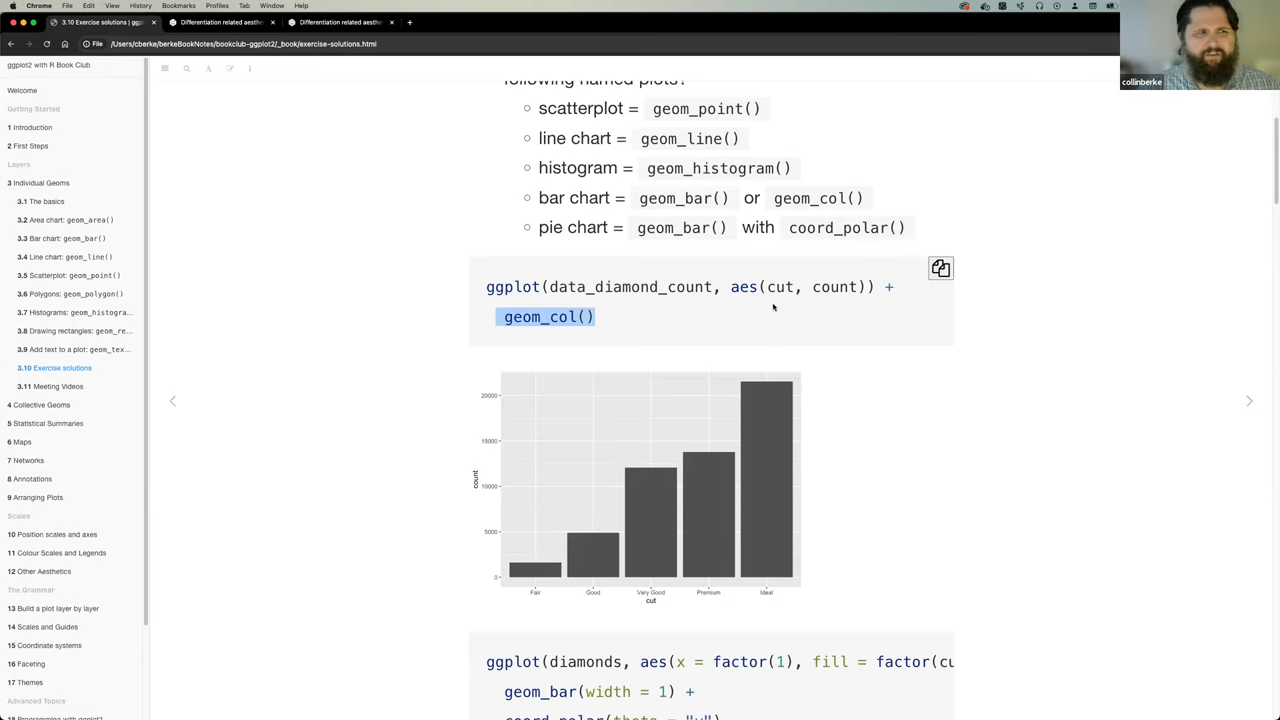 Chrome File Edit View History Bookmarks Profiles Tab Window Help
3.10 Exercise solutions | ggp
Differentiation related aesthe
Differentiation related aesthe
File /Users/cberke/berkeBookNotes/bookclub-ggplot2/_book/exercise-solutions.html
collinberke
ggplot2 with R Book Club
Welcome
Getting Started
1 Introduction
2 First Steps
Layers
3 Individual Geoms
3.1 The basics
3.2 Area chart: geom_area()
3.3 Bar chart: geom_bar()
3.4 Line chart: geom_line()
3.5 Scatterplot: geom_point()
3.6 Polygons: geom_polygon()
3.7 Histograms: geom_histogra...
3.8 Drawing rectangles: geom_re...
3.9 Add text to a plot: geom_tex...
3.10 Exercise solutions
3.11 Meeting Videos
4 Collective Geoms
5 Statistical Summaries
6 Maps
7 Networks
8 Annotations
9 Arranging Plots
Scales
10 Position scales and axes
11 Colour Scales and Legends
12 Other Aesthetics
The Grammar
13 Build a plot layer by layer
14 Scales and Guides
15 Coordinate systems
16 Faceting
17 Themes
Advanced Topics
18 Programming with ggplot2
following named plots?
scatterplot = geom_point()
line chart = geom_line()
histogram = geom_histogram()
bar chart = geom_bar() or geom_col()
pie chart = geom_bar() with coord_polar()
ggplot(data_diamond_count, aes(cut, count)) +
geom_col()
20000
15000
10000
5000
0
count
Fair Good Very Good Premium Ideal
cut
ggplot(diamonds, aes(x = factor(1), fill = factor(cu
geom_bar(width = 1) +
coord_polar(theta = "y")